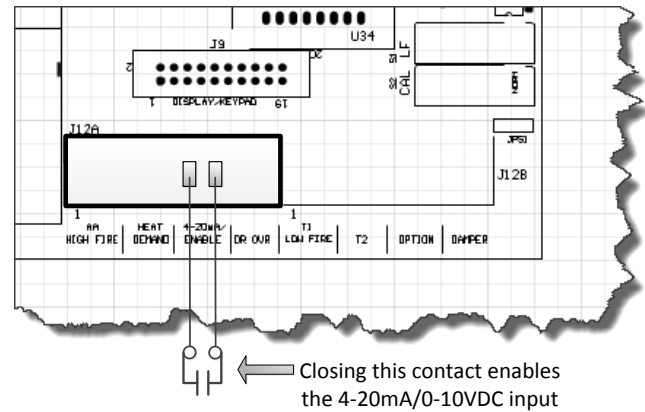 U34
J9
2 20
DISPLAY/KEYPAD
1 19
S1 LF
S2 CAL
JPS1
J12A
J12B
1 1
AA HEAT 4-20mA/ T1
HIGH FIRE DEMAND ENABLE DR OVR LOW FIRE T2 OPTION DAMPER
Closing this contact enables
the 4-20mA/0-10VDC input